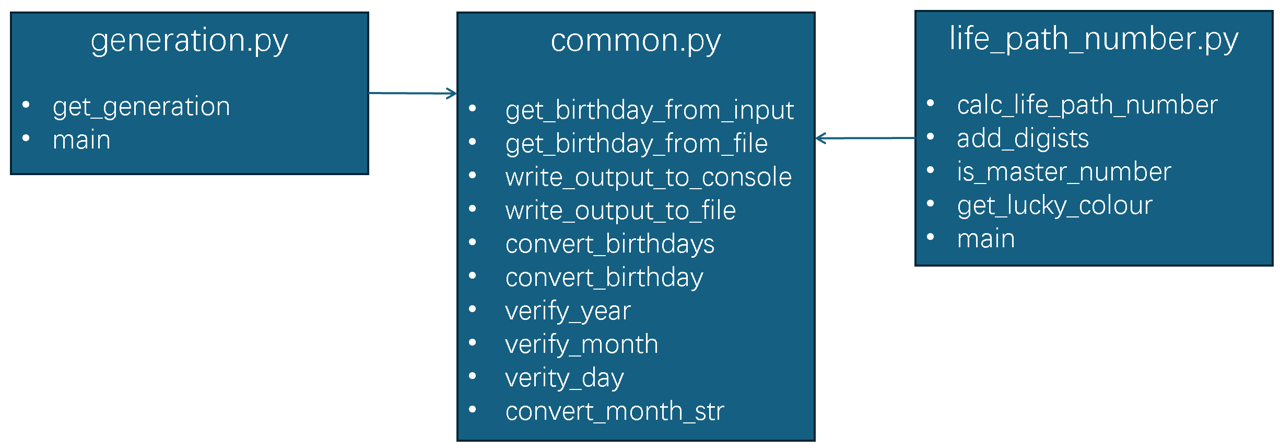 generation.py
• get_generation
• main
common.py
• get_birthday_from_input
• get_birthday_from_file
• write_output_to_console
• write_output_to_file
• convert_birthdays
• convert_birthday
• verify_year
• verify_month
• verity_day
• convert_month_str
life_path_number.py
• calc_life_path_number
• add_digists
• is_master_number
• get_lucky_colour
• main